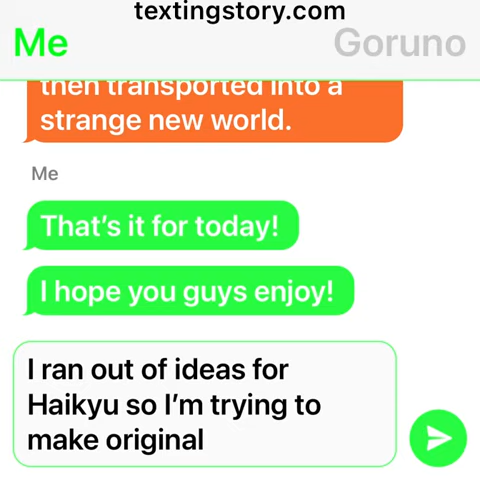 textingstory.com
Me Goruno
then transported into a
strange new world.
Me
That's it for today!
I hope you guys enjoy!
I ran out of ideas for
Haikyu so I'm trying to
make original